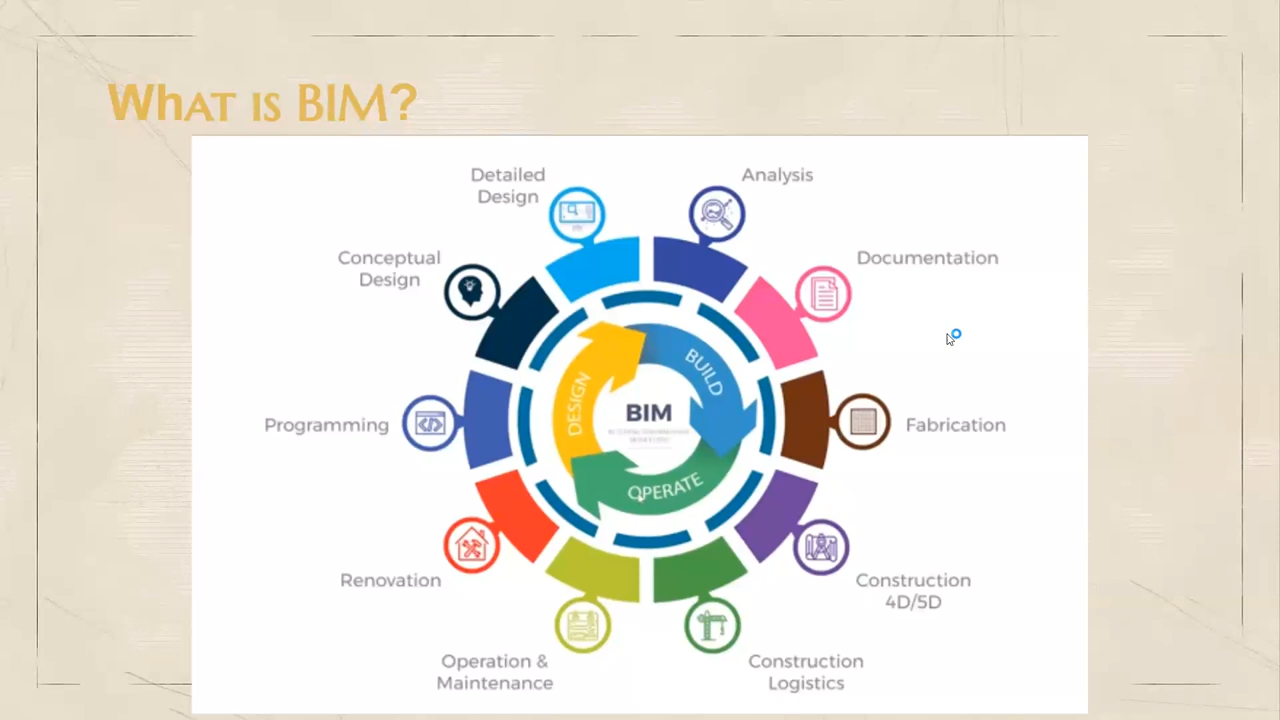 What is BIM?
Detailed
Design
Analysis
Conceptual
Design
Documentation
Programming
DESIGN
BUILD
BIM
OPERATE
Fabrication
Renovation
Construction
4D/5D
Operation &
Maintenance
Construction
Logistics